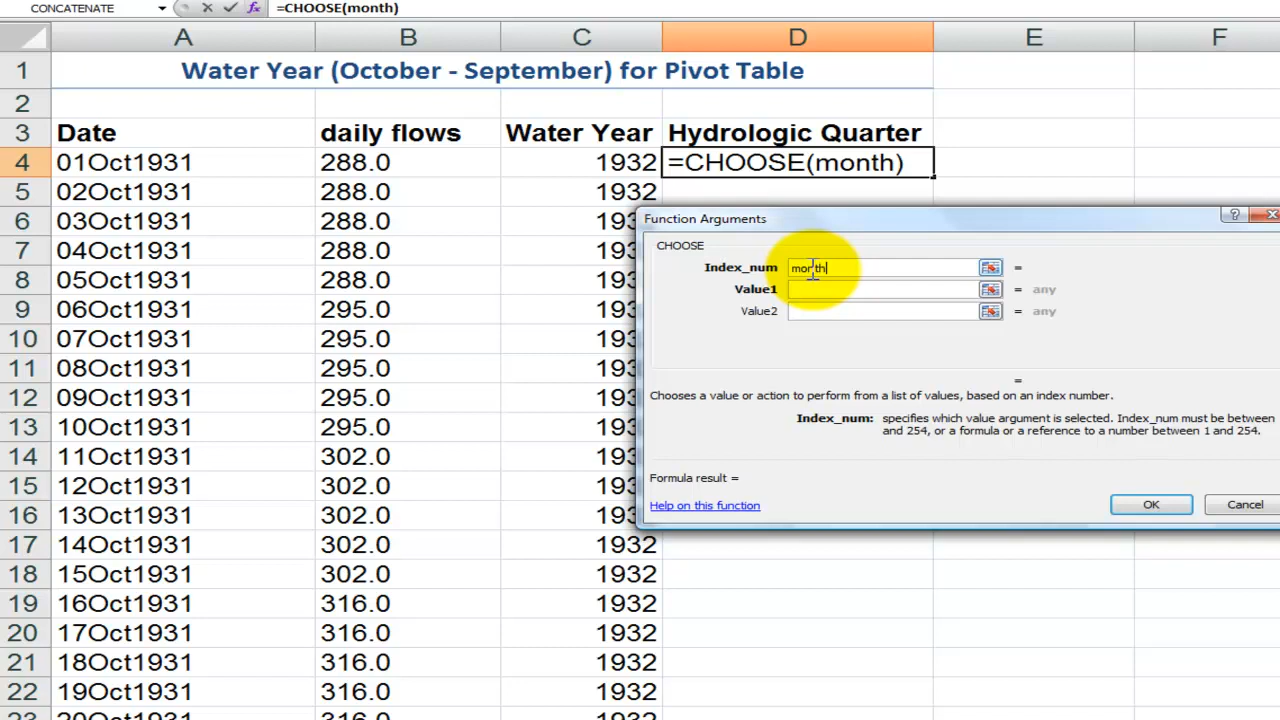 CONCATENATE =CHOOSE(month)
A B C D E F
1 Water Year (October - September) for Pivot Table
2
3 Date daily flows Water Year Hydrologic Quarter
4 01Oct1931 288.0 1932 =CHOOSE(month)
5 02Oct1931 288.0 1932
6 03Oct1931 288.0
7 04Oct1931 288.0
8 05Oct1931 288.0
9 06Oct1931 295.0
10 07Oct1931 295.0
11 08Oct1931 295.0
12 09Oct1931 295.0
13 10Oct1931 295.0
14 11Oct1931 302.0
15 12Oct1931 302.0
16 13Oct1931 302.0
17 14Oct1931 302.0 1932
18 15Oct1931 302.0 1932
19 16Oct1931 316.0 1932
20 17Oct1931 316.0 1932
21 18Oct1931 316.0 1932
22 19Oct1931 316.0 1932
Function Arguments
CHOOSE
Index_num month =
Value1 = any
Value2 = any
=
Chooses a value or action to perform from a list of values, based on an index number.
Index_num: specifies which value argument is selected. Index_num must be between
and 254, or a formula or a reference to a number between 1 and 254.
Formula result =
Help on this function OK Cancel